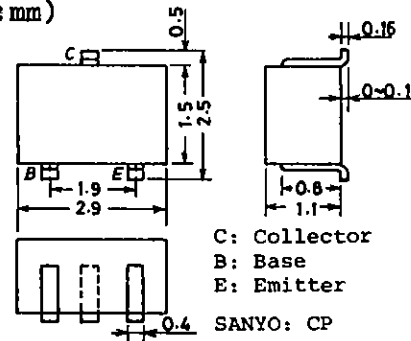 e mm)
C
0.5
1.5
2.5
B
E
1.9
2.9
0.16
0~0.1
0.8
1.1
0.4
C: Collector
B: Base
E: Emitter
SANYO: CP